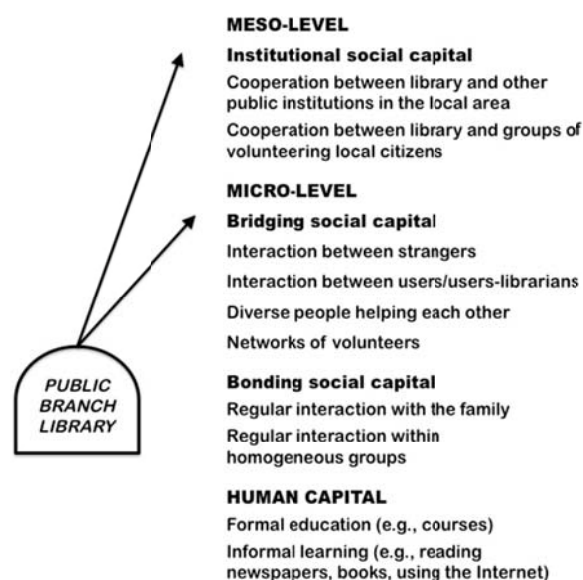 MESO-LEVEL
Institutional social capital
Cooperation between library and other
public institutions in the local area
Cooperation between library and groups of
volunteering local citizens
MICRO-LEVEL
Bridging social capital
Interaction between strangers
Interaction between users/users-librarians
Diverse people helping each other
Networks of volunteers
Bonding social capital
Regular interaction with the family
Regular interaction within
homogeneous groups
HUMAN CAPITAL
Formal education (e.g., courses)
Informal learning (e.g., reading
newspapers, books, using the Internet)
PUBLIC
BRANCH
LIBRARY